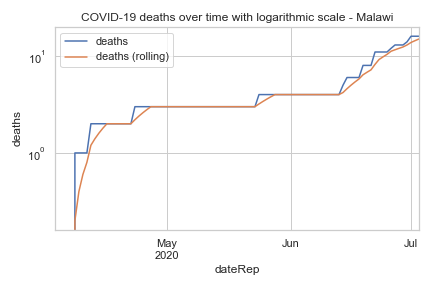 COVID-19 deaths over time with logarithmic scale - Malawi
deaths
deaths (rolling)
10^1
10^0
deaths
May
2020
Jun
Jul
dateRep